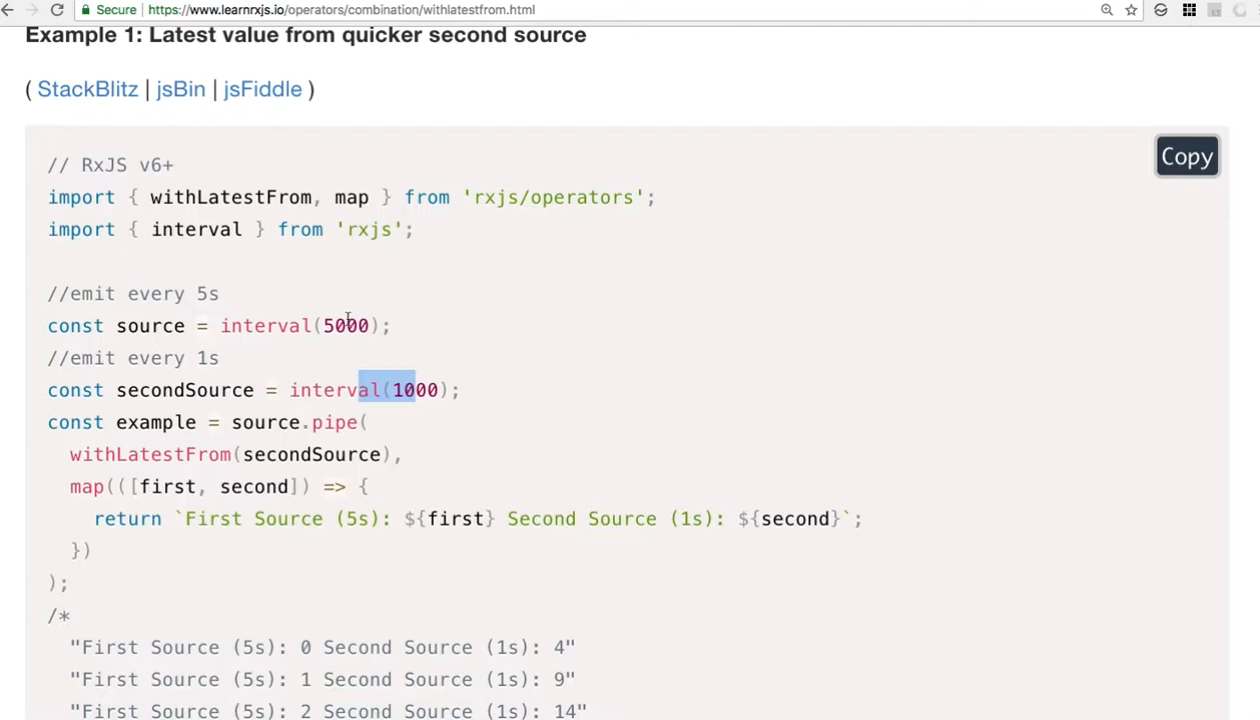 Secure https://www.learnrxjs.io/operators/combination/withlatestfrom.html
Example 1: Latest value from quicker second source
( StackBlitz | jsBin | jsFiddle )
Copy
// RxJS v6+
import { withLatestFrom, map } from 'rxjs/operators';
import { interval } from 'rxjs';
//emit every 5s
const source = interval(5000);
//emit every 1s
const secondSource = interval(1000);
const example = source.pipe(
withLatestFrom(secondSource),
map(([first, second]) => {
return `First Source (5s): ${first} Second Source (1s): ${second}`;
})
);
/*
"First Source (5s): 0 Second Source (1s): 4"
"First Source (5s): 1 Second Source (1s): 9"
"First Source (5s): 2 Second Source (1s): 14"